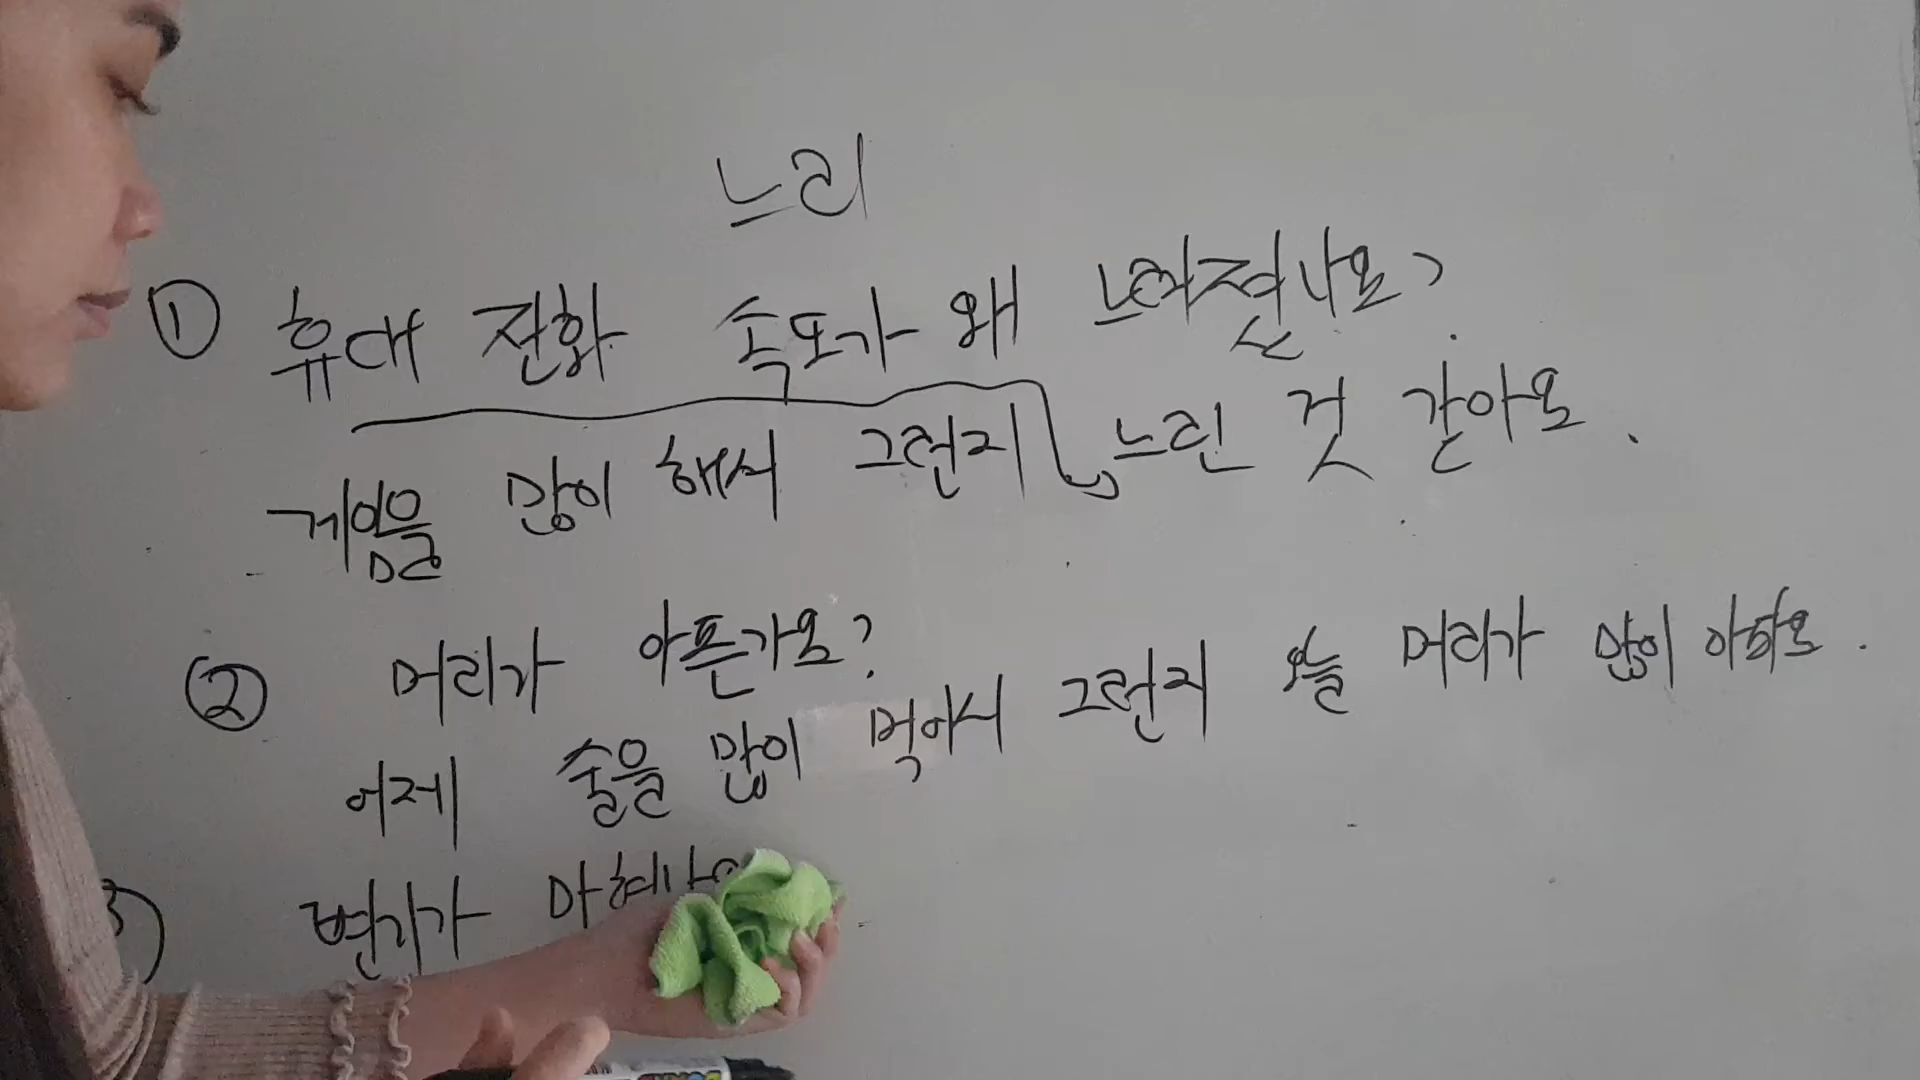 느리
① 휴대 전화 속도가 왜 느려졌나요?
게임을 많이 해서 그런지 느린 것 같아요.
② 머리가 아픈가요?
어제 술을 많이 먹어서 그런지 오늘 머리가 많이 아파요.
변기가